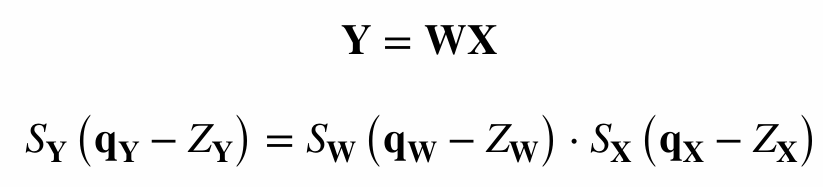 Y = WX
S_Y (q_Y − Z_Y) = S_W (q_W − Z_W) · S_X (q_X − Z_X)